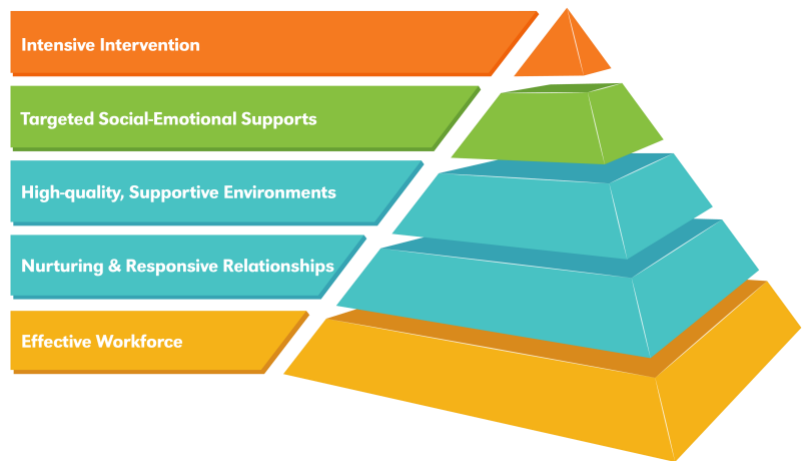 Intensive Intervention
Targeted Social-Emotional Supports
High-quality, Supportive Environments
Nurturing & Responsive Relationships
Effective Workforce